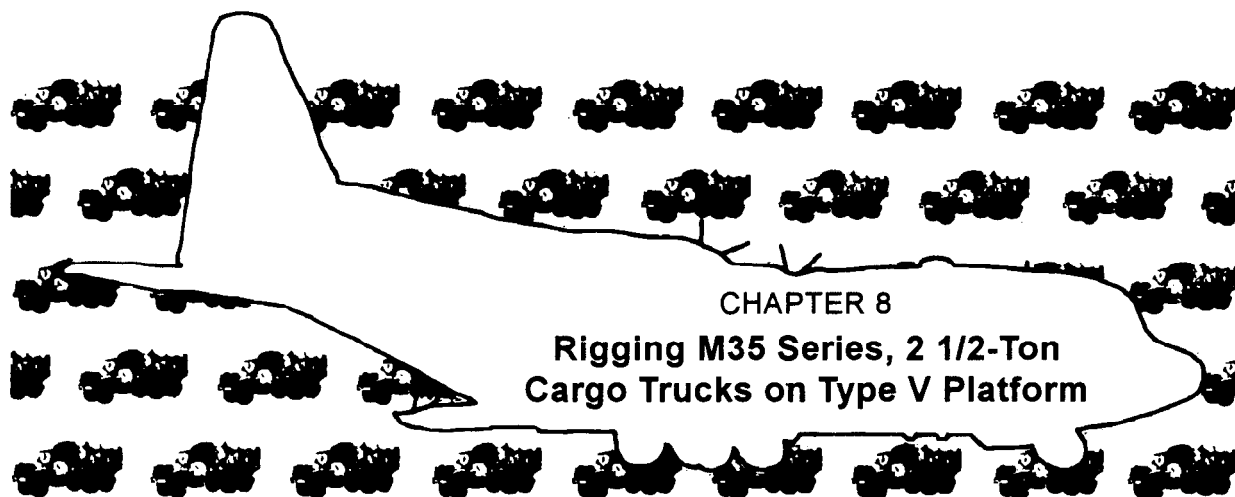 CHAPTER 8
Rigging M35 Series, 2 1/2-Ton
Cargo Trucks on Type V Platform